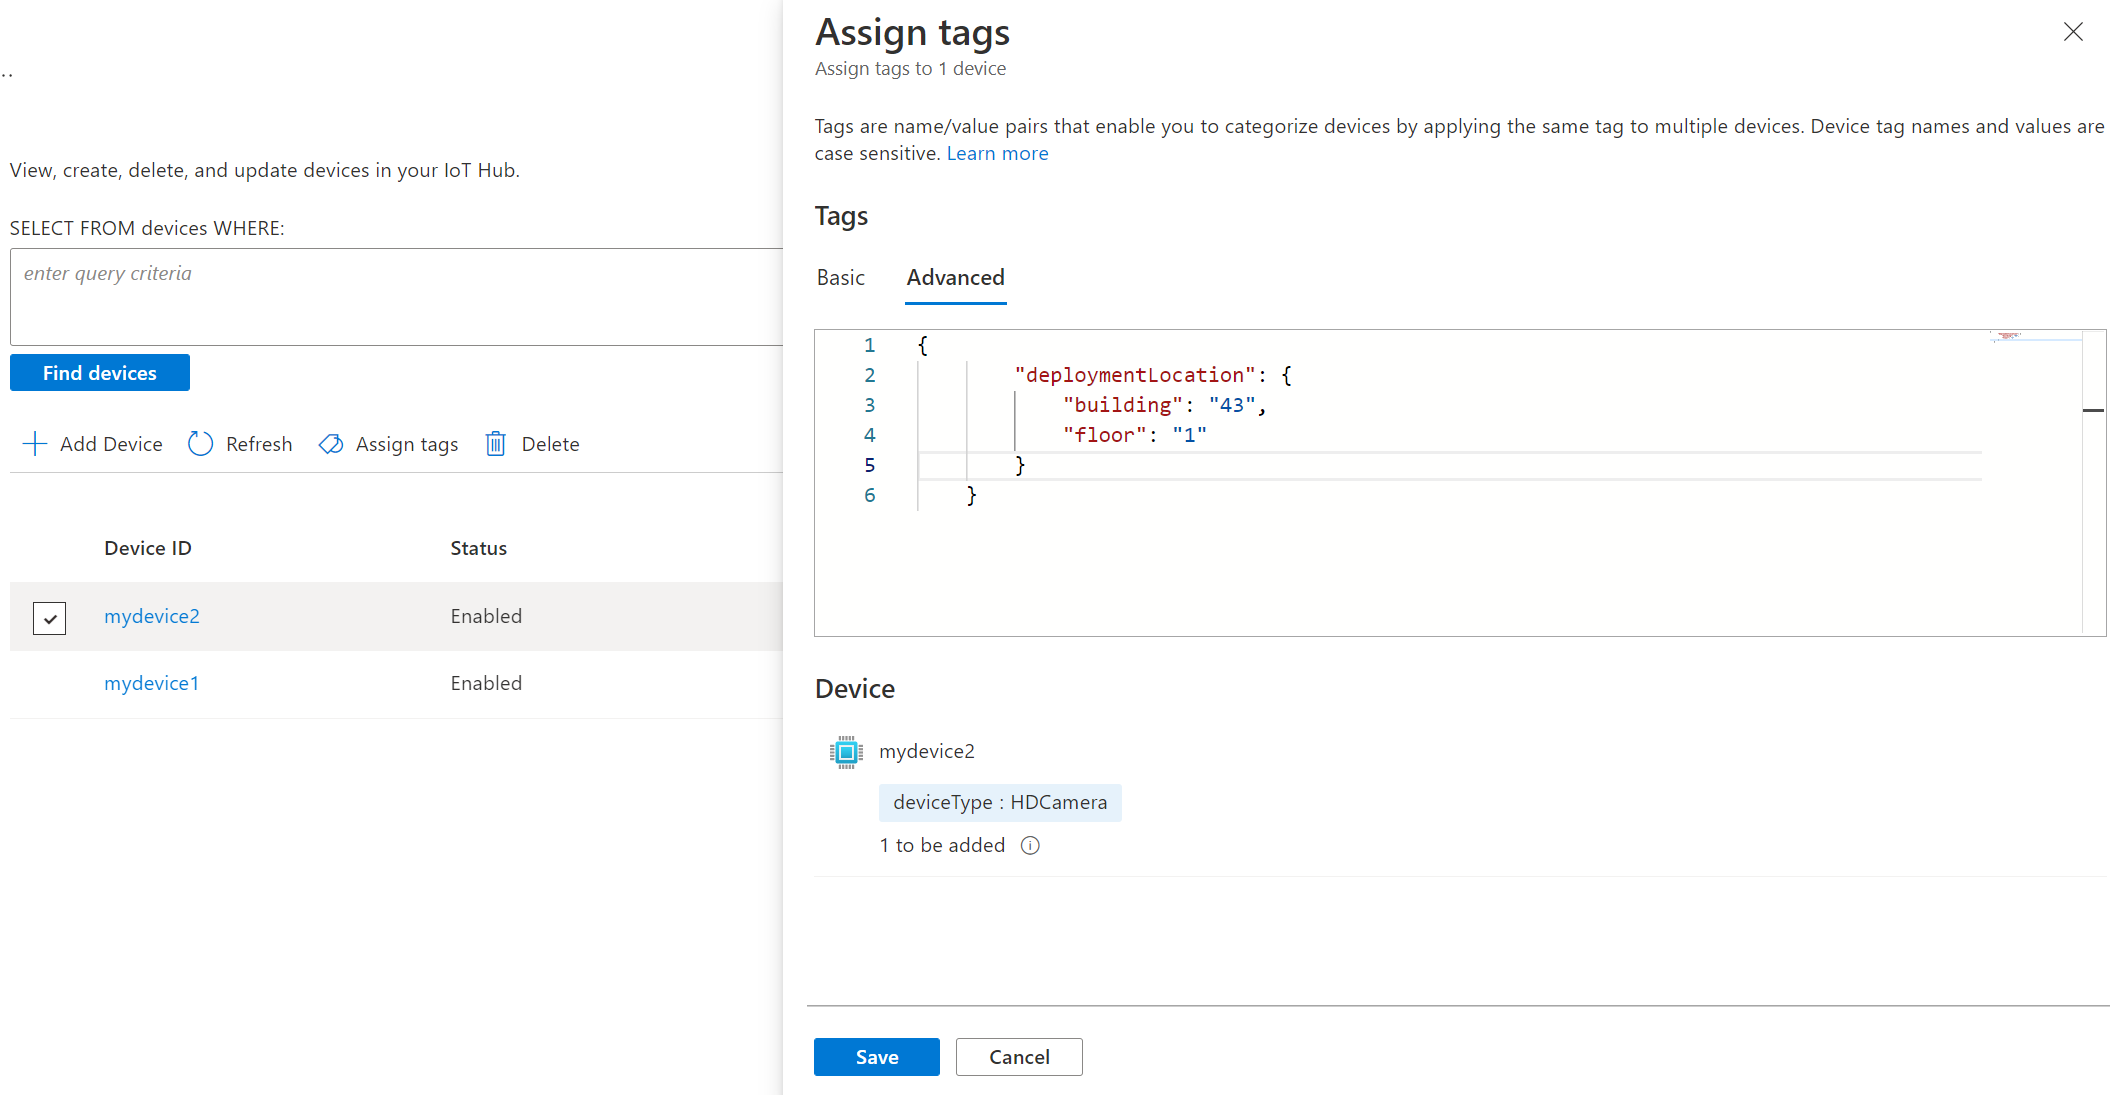 ..
View, create, delete, and update devices in your IoT Hub.
SELECT FROM devices WHERE:
enter query criteria
Find devices
Add Device Refresh Assign tags Delete
Device ID Status
mydevice2 Enabled
mydevice1 Enabled
Assign tags
Assign tags to 1 device
Tags are name/value pairs that enable you to categorize devices by applying the same tag to multiple devices. Device tag names and values are
case sensitive. Learn more
Tags
Basic Advanced
1 {
2 "deploymentLocation": {
3 "building": "43",
4 "floor": "1"
5 }
6 }
Device
mydevice2
deviceType : HDCamera
1 to be added
Save Cancel